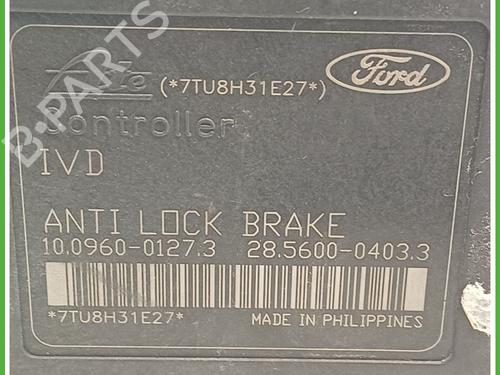 B-PARTS
Ate (*7TU8H31E27*) Ford
Controller
IVD
ANTI LOCK BRAKE
10.0960-0127.3 28.5600-0403.3
*7TU8H31E27* MADE IN PHILIPPINES